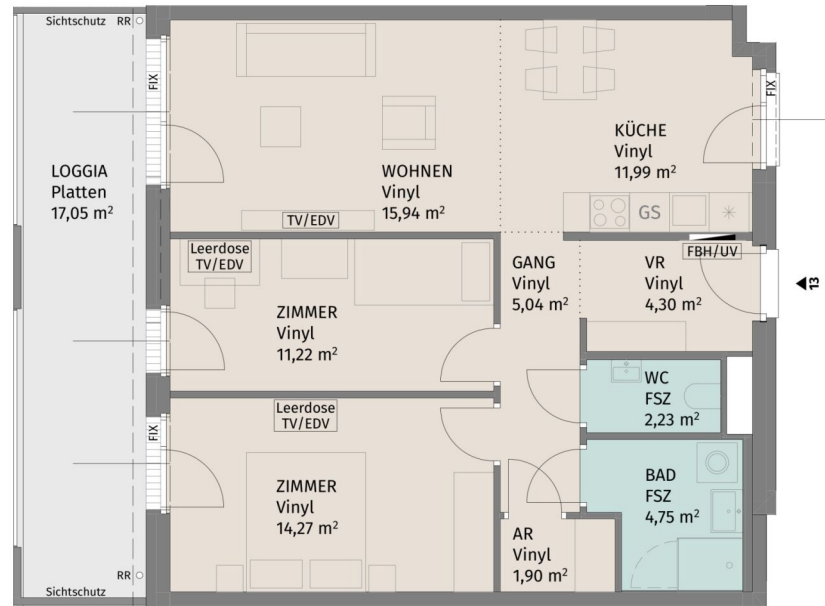 Sichtschutz RR
FIX
FIX
LOGGIA
Platten
17,05 m²
WOHNEN
Vinyl
15,94 m²
TV/EDV
KÜCHE
Vinyl
11,99 m²
GS
Leerdose
TV/EDV
ZIMMER
Vinyl
11,22 m²
GANG
Vinyl
5,04 m²
FBH/UV
VR
Vinyl
4,30 m²
13
WC
FSZ
2,23 m²
Leerdose
TV/EDV
FIX
ZIMMER
Vinyl
14,27 m²
BAD
FSZ
4,75 m²
AR
Vinyl
1,90 m²
RR
Sichtschutz